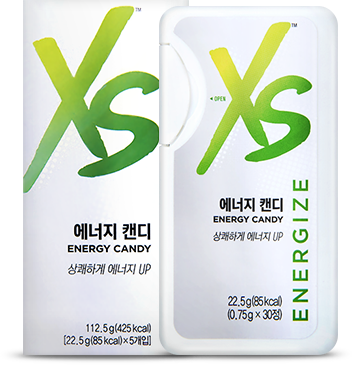 XS™
에너지 캔디
ENERGY CANDY
상쾌하게 에너지 UP
112.5g(425kcal)
[22.5g(85kcal)×5개입]
XS™
◄OPEN
에너지 캔디
ENERGY CANDY
상쾌하게 에너지 UP
22.5g(85kcal)
(0.75g×30정)
ENERGIZE